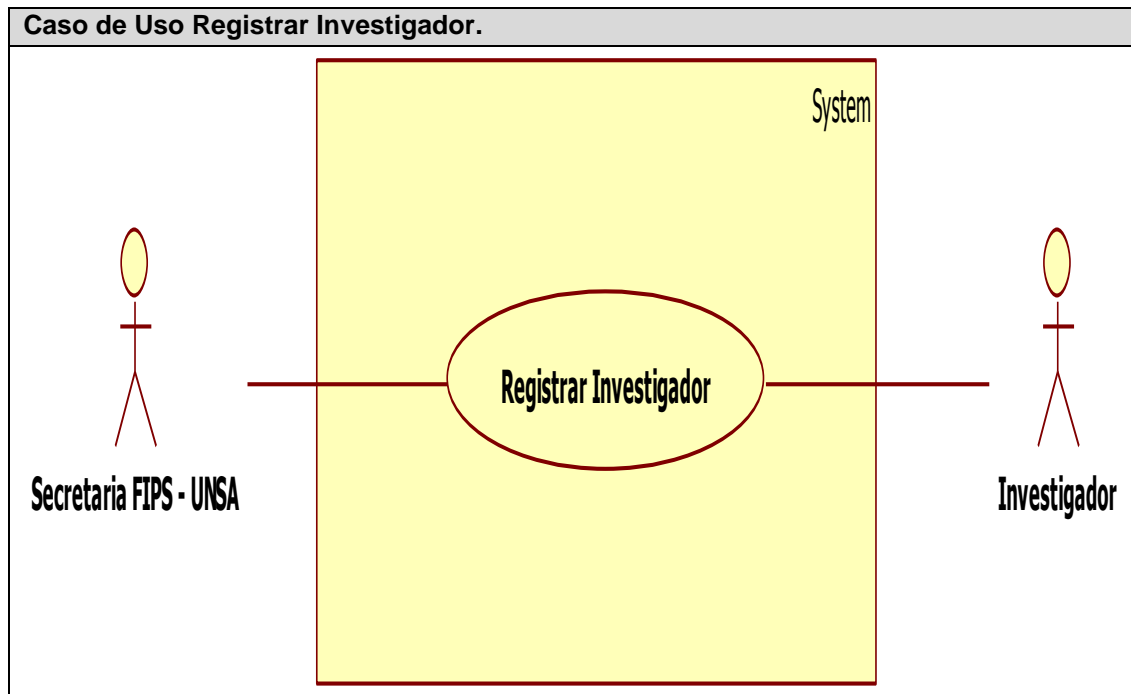 Caso de Uso Registrar Investigador.
System
Registrar Investigador
Secretaria FIPS - UNSA
Investigador